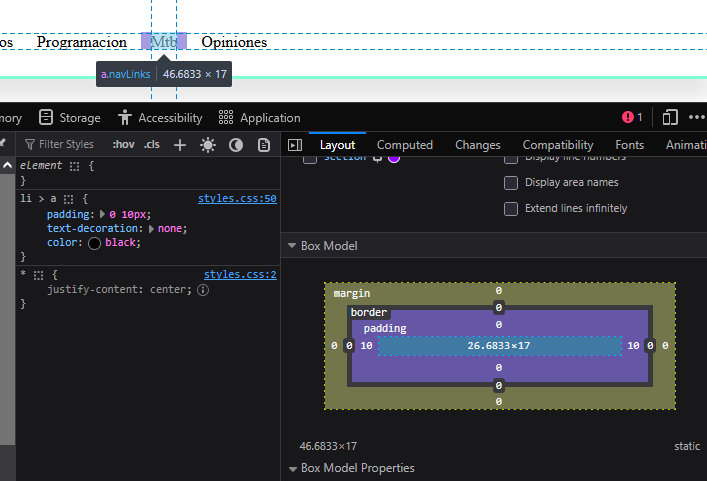 os Programacion Mtb Opiniones
a.navLinks 46.6833 × 17
mory Storage Accessibility Application 1
Filter Styles :hov .cls
Layout Computed Changes Compatibility Fonts Animati
element { 
}
li > a { styles.css:50
padding: 0 10px;
text-decoration: none;
color: black;
}
* { styles.css:2
justify-content: center;
}
section Display line numbers
Display area names
Extend lines infinitely
Box Model
margin 0
border 0
padding 0
0 0 10 26.6833×17 10 0 0
0
0
0
46.6833×17 static
Box Model Properties